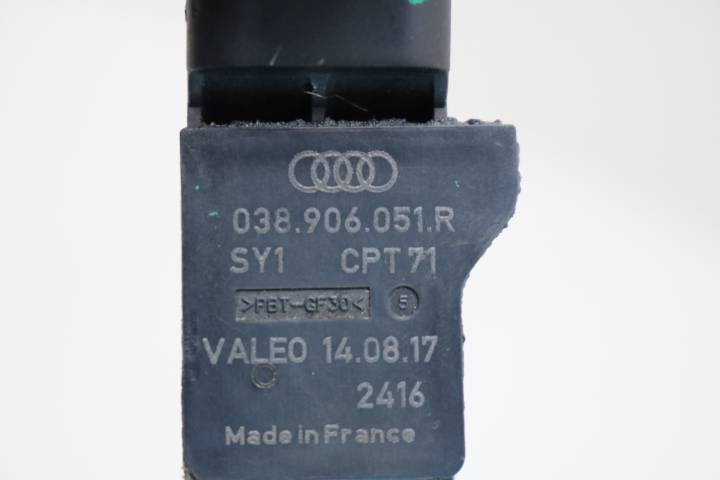 038.906.051.R
SY1 CPT71
>PBT-GF30< 5
VALEO 14.08.17
2416
Made in France